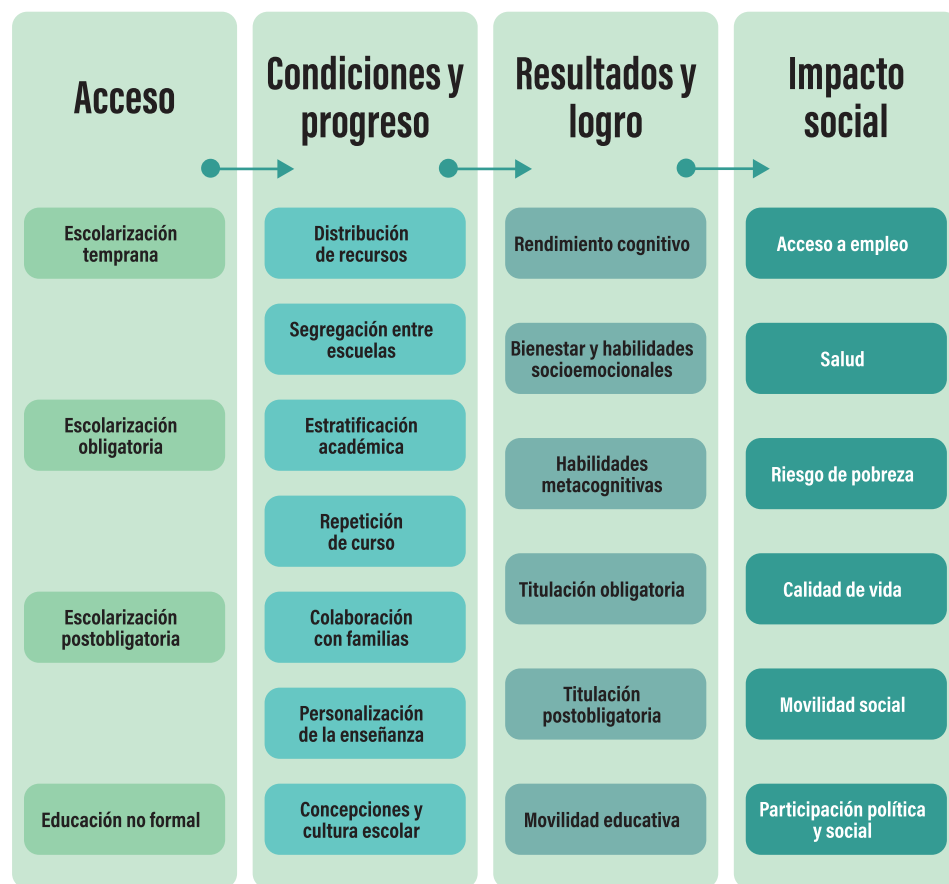 Acceso
Escolarización
temprana
Escolarización
obligatoria
Escolarización
postobligatoria
Educación no formal
Condiciones y
progreso
Distribución
de recursos
Segregación entre
escuelas
Estratificación
académica
Repetición
de curso
Colaboración
con familias
Personalización
de la enseñanza
Concepciones y
cultura escolar
Resultados y
logro
Rendimiento cognitivo
Bienestar y habilidades
socioemocionales
Habilidades
metacognitivas
Titulación obligatoria
Titulación
postobligatoria
Movilidad educativa
Impacto
social
Acceso a empleo
Salud
Riesgo de pobreza
Calidad de vida
Movilidad social
Participación política
y social